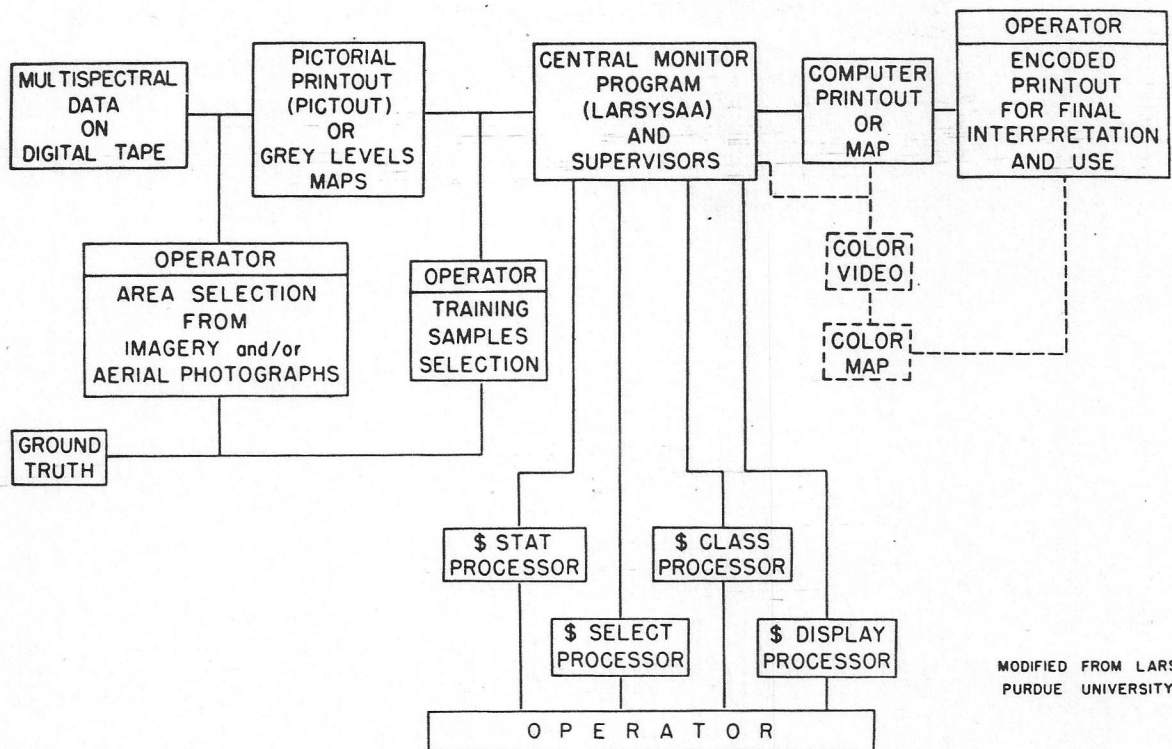 MULTISPECTRAL
DATA
ON
DIGITAL TAPE
PICTORIAL
PRINTOUT
(PICTOUT)
OR
GREY LEVELS
MAPS
CENTRAL MONITOR
PROGRAM
(LARSYSAA)
AND
SUPERVISORS
COMPUTER
PRINTOUT
OR
MAP
OPERATOR
ENCODED
PRINTOUT
FOR FINAL
INTERPRETATION
AND USE
OPERATOR
AREA SELECTION
FROM
IMAGERY and/or
AERIAL PHOTOGRAPHS
OPERATOR
TRAINING
SAMPLES
SELECTION
COLOR
VIDEO
COLOR
MAP
GROUND
TRUTH
$ STAT
PROCESSOR
$ CLASS
PROCESSOR
$ SELECT
PROCESSOR
$ DISPLAY
PROCESSOR
MODIFIED FROM LARS
PURDUE UNIVERSITY
OPERATOR